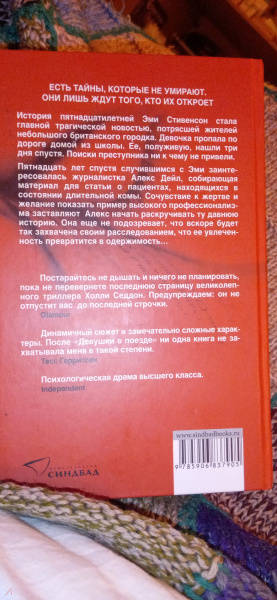 ЕСТЬ ТАЙНЫ, КОТОРЫЕ НЕ УМИРАЮТ.
ОНИ ЛИШЬ ЖДУТ ТОГО, КТО ИХ ОТКРОЕТ
История пятнадцатилетней Эми Стивенсон стала
главной трагической новостью, потрясшей жителей
небольшого британского городка. Девочка пропала по
дороге домой из школы. Ее, полуживую, нашли три
дня спустя. Поиски преступника ни к чему не привели.
Пятнадцать лет спустя случившимся с Эми заинте-
ресовалась журналистка Алекс Дейл, собирающая
материал для статьи о пациентах, находящихся в
состоянии длительной комы. Сочувствие к жертве и
желание показать пример высокого профессионализ-
ма заставляют Алекс начать раскручивать ту давнюю
историю. Она еще не подозревает, что вскоре будет
так захвачена своим расследованием, что ее увлечен-
ность превратится в одержимость...
Постарайтесь не дышать и ничего не планировать,
пока не перевернете последнюю страницу великолеп-
ного триллера Холли Седдон. Предупреждаем: он не
отпустит вас до последней строчки.
Динамичный сюжет и замечательно сложные харак-
теры. После «Девушки в поезде» ни одна книга не за-
хватывала меня в такой степени.
Тесс Герритсен
Психологическая драма высшего класса.
Independent
www.sindbadbooks.ru
9 785906 837905
ИЗДАТЕЛЬСТВО
СИНДБАД